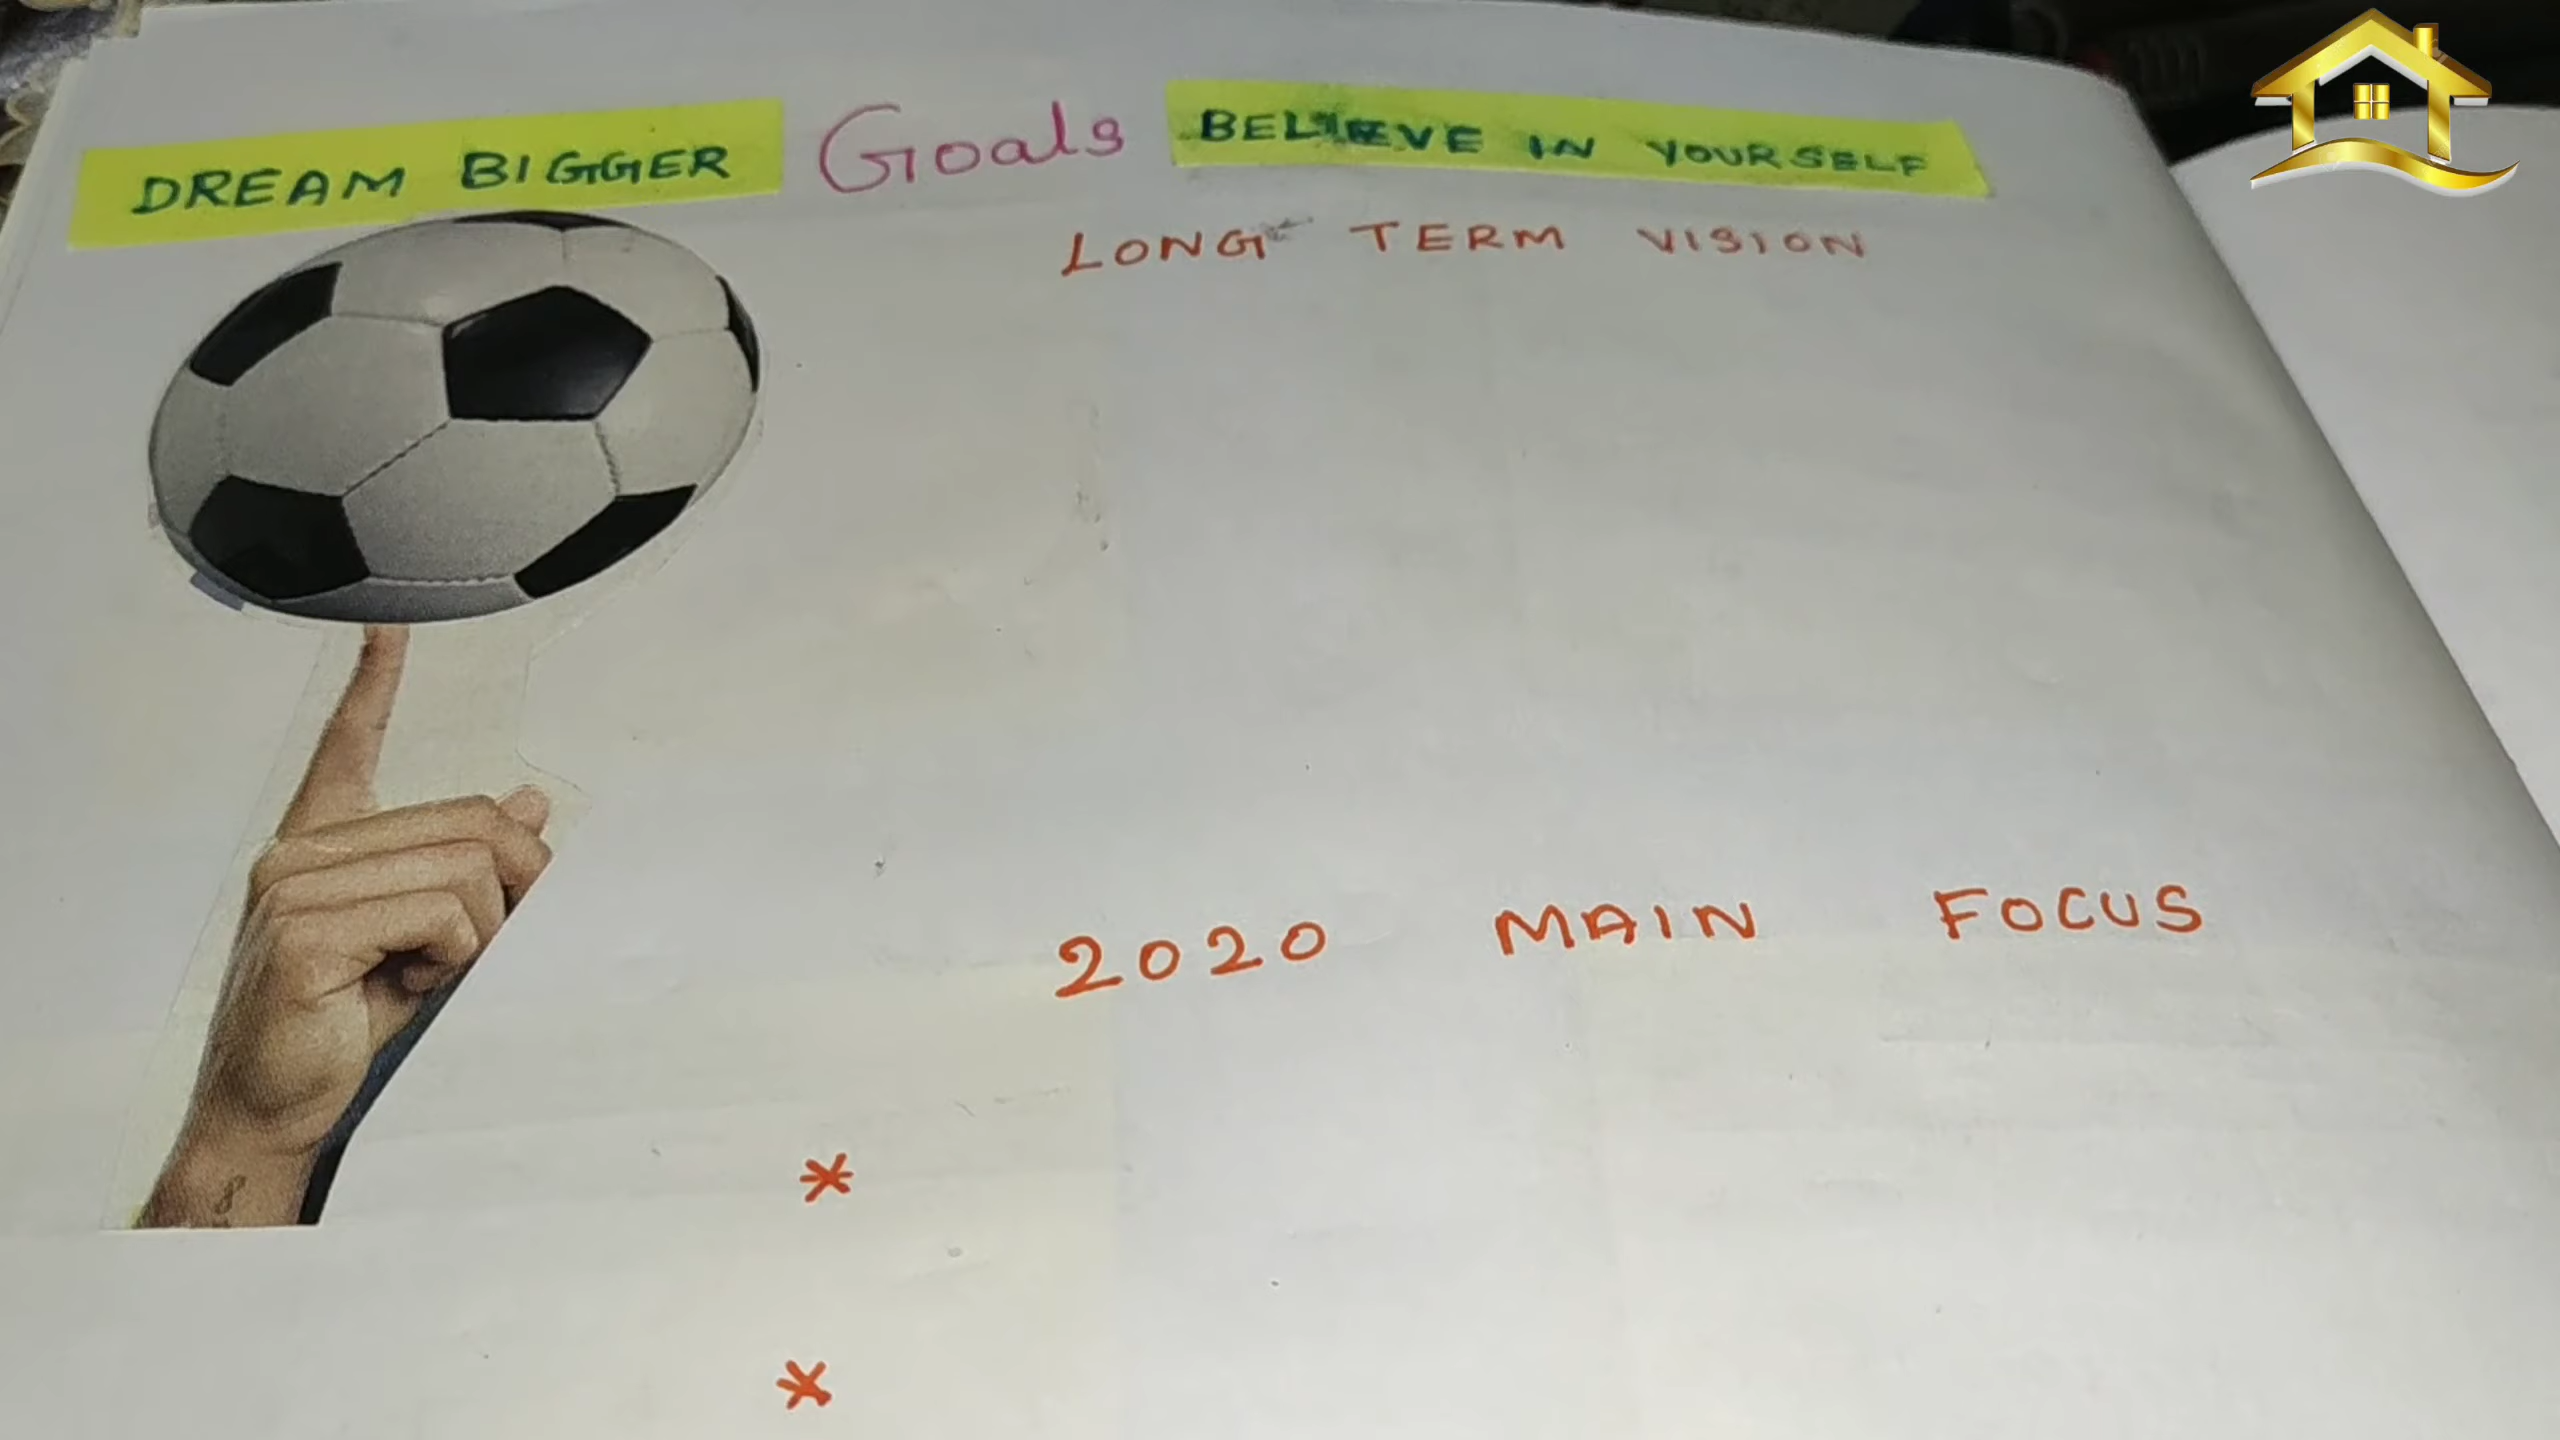 DREAM BIGGER Goals BELIEVE IN YOURSELF
LONG TERM VISION
2020 MAIN FOCUS
*
*